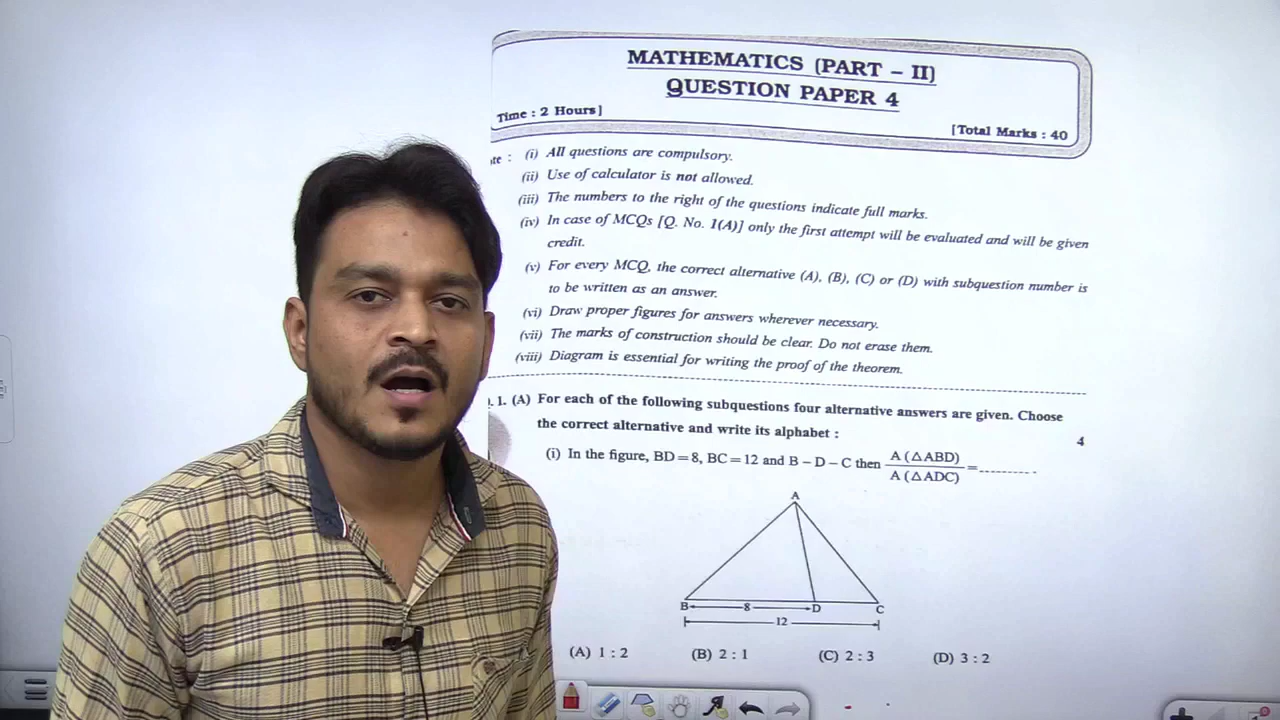 MATHEMATICS (PART – II)
QUESTION PAPER 4
Time : 2 Hours]
[Total Marks : 40
(i) All questions are compulsory.
(ii) Use of calculator is not allowed.
(iii) The numbers to the right of the questions indicate full marks.
(iv) In case of MCQs [Q. No. 1(A)] only the first attempt will be evaluated and will be given
credit.
(v) For every MCQ, the correct alternative (A), (B), (C) or (D) with subquestion number is
to be written as an answer.
(vi) Draw proper figures for answers wherever necessary.
(vii) The marks of construction should be clear. Do not erase them.
(viii) Diagram is essential for writing the proof of the theorem.
1. (A) For each of the following subquestions four alternative answers are given. Choose
the correct alternative and write its alphabet :
4
(i) In the figure, BD = 8, BC = 12 and B – D – C then A (△ABD) / A (△ADC) = ----------
A
B 8 D C
12
(A) 1 : 2 (B) 2 : 1 (C) 2 : 3 (D) 3 : 2